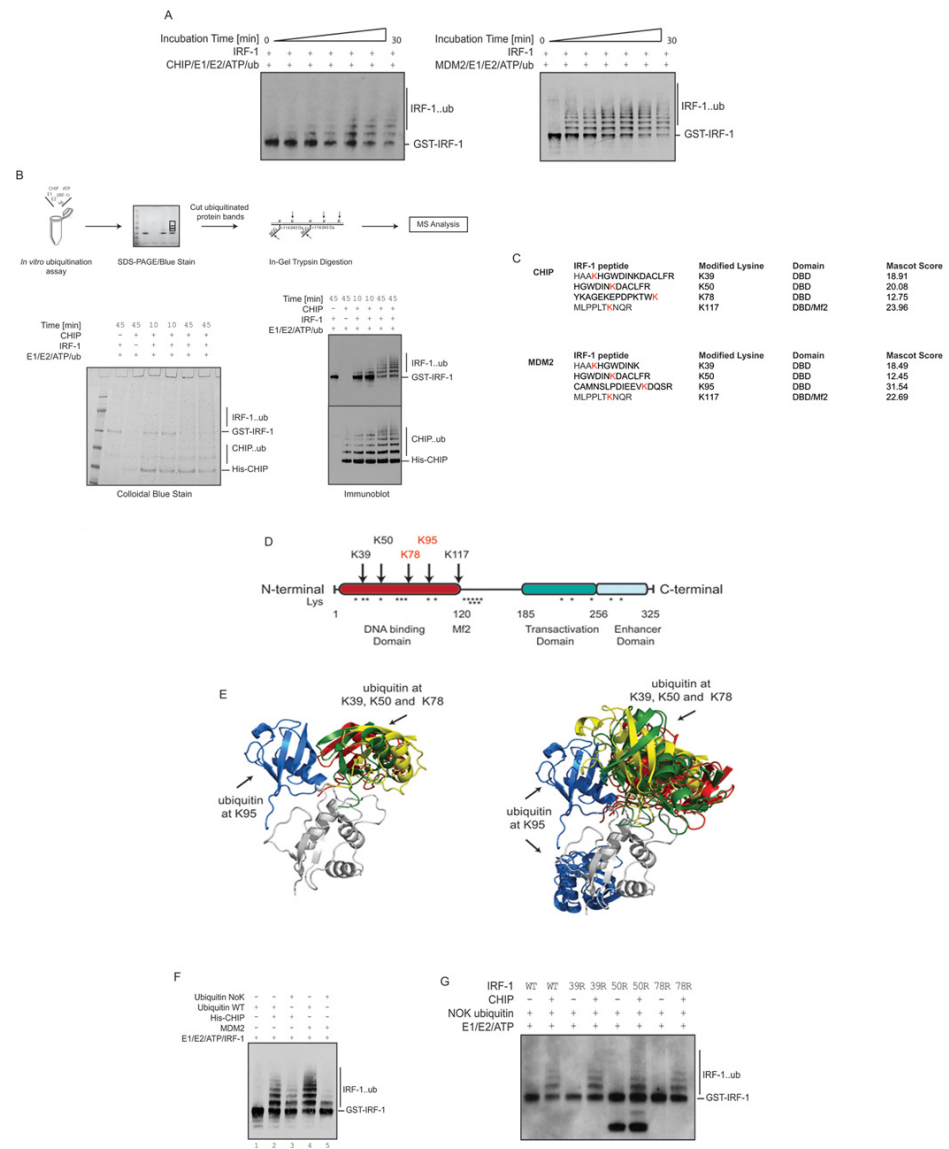 A
Incubation Time [min] 0 30
IRF-1 + + + + + + +
CHIP/E1/E2/ATP/ub + + + + + + +
IRF-1..ub
GST-IRF-1
Incubation Time [min] 0 30
IRF-1 + + + + + + +
MDM2/E1/E2/ATP/ub + + + + + + +
IRF-1..ub
GST-IRF-1
B
CHIP ATP
E1 IRF-1
E2 ub
In vitro ubiquitination
assay
SDS-PAGE/Blue Stain
Cut ubiquitinated
protein bands
In-Gel Trypsin Digestion
MS Analysis
Time [min] 45 45 10 10 45 45
CHIP - + + + + +
IRF-1 + - + + + +
E1/E2/ATP/ub + + + + + +
IRF-1..ub
GST-IRF-1
CHIP..ub
His-CHIP
Colloidal Blue Stain
Time [min] 45 45 10 10 45 45
CHIP - + + + + +
IRF-1 + - + + + +
E1/E2/ATP/ub + + + + + +
IRF-1..ub
GST-IRF-1
CHIP..ub
His-CHIP
Immunoblot
C
CHIP IRF-1 peptide Modified Lysine Domain Mascot Score
HAAKHGWDINKDACLFR K39 DBD 18.91
HGWDINKDACLFR K50 DBD 20.08
YKAGEKEPDPKTWK K78 DBD 12.75
MLPPLTKNQR K117 DBD/Mf2 23.96
MDM2 IRF-1 peptide Modified Lysine Domain Mascot Score
HAAKHGWDINK K39 DBD 18.49
HGWDINKDACLFR K50 DBD 12.45
CAMNSLPDIEEVKDQSR K95 DBD 31.54
MLPPLTKNQR K117 DBD/Mf2 22.69
D
K50 K95
K39 K78 K117
N-terminal C-terminal
Lys
1 120 185 256 325
DNA binding Mf2 Transactivation Enhancer
Domain Domain Domain
E
ubiquitin at
K39, K50 and K78
ubiquitin
at K95
ubiquitin at
K39, K50 and K78
ubiquitin
at K95
F
Ubiquitin NoK - - + - +
Ubiquitin WT + + - + -
His-CHIP - + + - -
MDM2 - - - + +
E1/E2/ATP/IRF-1 + + + + +
IRF-1..ub
GST-IRF-1
1 2 3 4 5
G
IRF-1 WT WT 39R 39R 50R 50R 78R 78R
CHIP - + - + - + - +
NOK ubiquitin + + + + + + + +
E1/E2/ATP + + + + + + + +
IRF-1..ub
GST-IRF-1